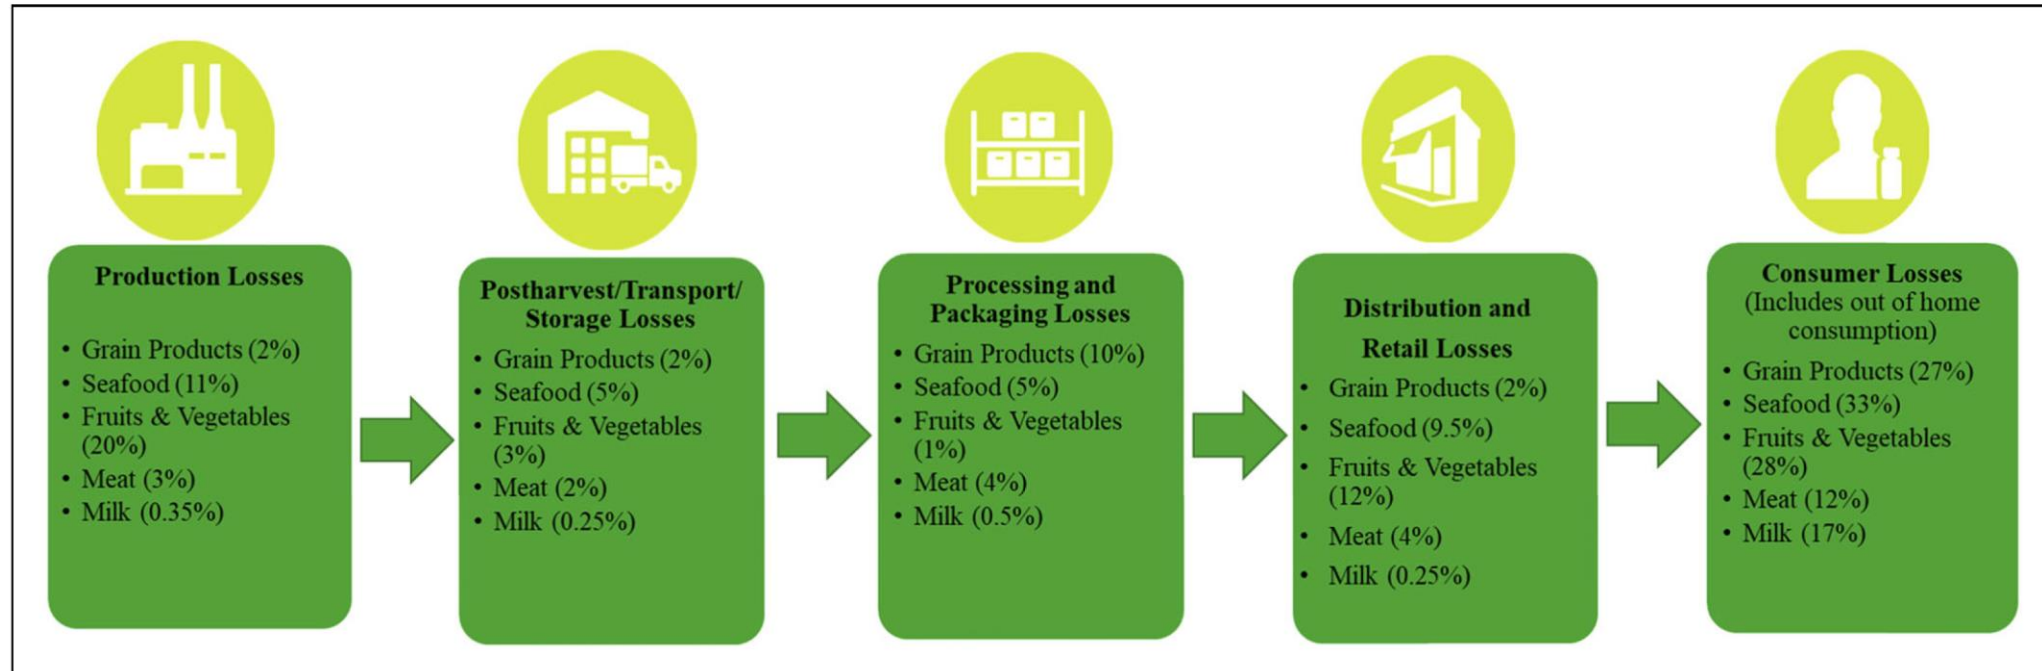 Production Losses
• Grain Products (2%)
• Seafood (11%)
• Fruits & Vegetables
(20%)
• Meat (3%)
• Milk (0.35%)
Postharvest/Transport/
Storage Losses
• Grain Products (2%)
• Seafood (5%)
• Fruits & Vegetables
(3%)
• Meat (2%)
• Milk (0.25%)
Processing and
Packaging Losses
• Grain Products (10%)
• Seafood (5%)
• Fruits & Vegetables
(1%)
• Meat (4%)
• Milk (0.5%)
Distribution and
Retail Losses
• Grain Products (2%)
• Seafood (9.5%)
• Fruits & Vegetables
(12%)
• Meat (4%)
• Milk (0.25%)
Consumer Losses
(Includes out of home
consumption)
• Grain Products (27%)
• Seafood (33%)
• Fruits & Vegetables
(28%)
• Meat (12%)
• Milk (17%)